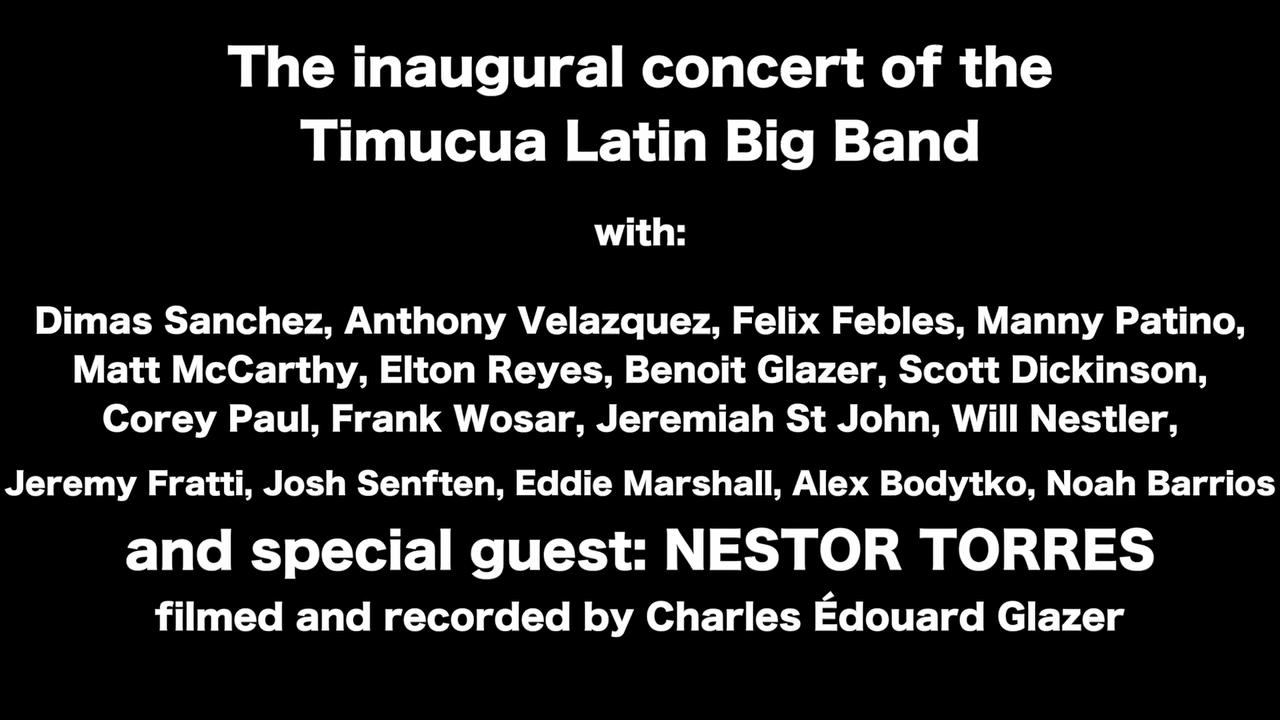 The inaugural concert of the
Timucua Latin Big Band
with:
Dimas Sanchez, Anthony Velazquez, Felix Febles, Manny Patino,
Matt McCarthy, Elton Reyes, Benoit Glazer, Scott Dickinson,
Corey Paul, Frank Wosar, Jeremiah St John, Will Nestler,
Jeremy Fratti, Josh Senften, Eddie Marshall, Alex Bodytko, Noah Barrios
and special guest: NESTOR TORRES
filmed and recorded by Charles Édouard Glazer